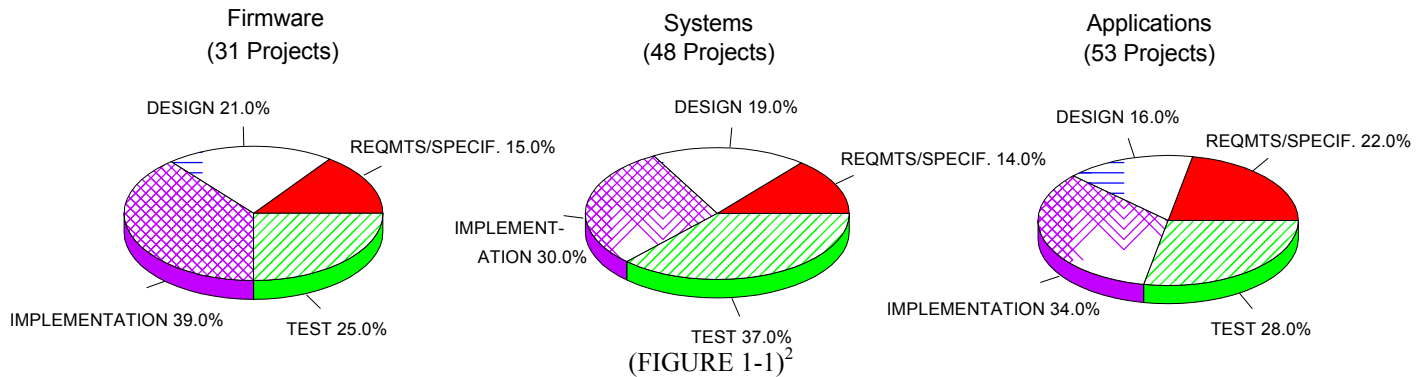 Firmware
(31 Projects)
DESIGN 21.0%
REQMTS/SPECIF. 15.0%
IMPLEMENTATION 39.0%
TEST 25.0%
Systems
(48 Projects)
DESIGN 19.0%
REQMTS/SPECIF. 14.0%
IMPLEMENT-
ATION 30.0%
TEST 37.0%
Applications
(53 Projects)
DESIGN 16.0%
REQMTS/SPECIF. 22.0%
IMPLEMENTATION 34.0%
TEST 28.0%
(FIGURE 1-1)2